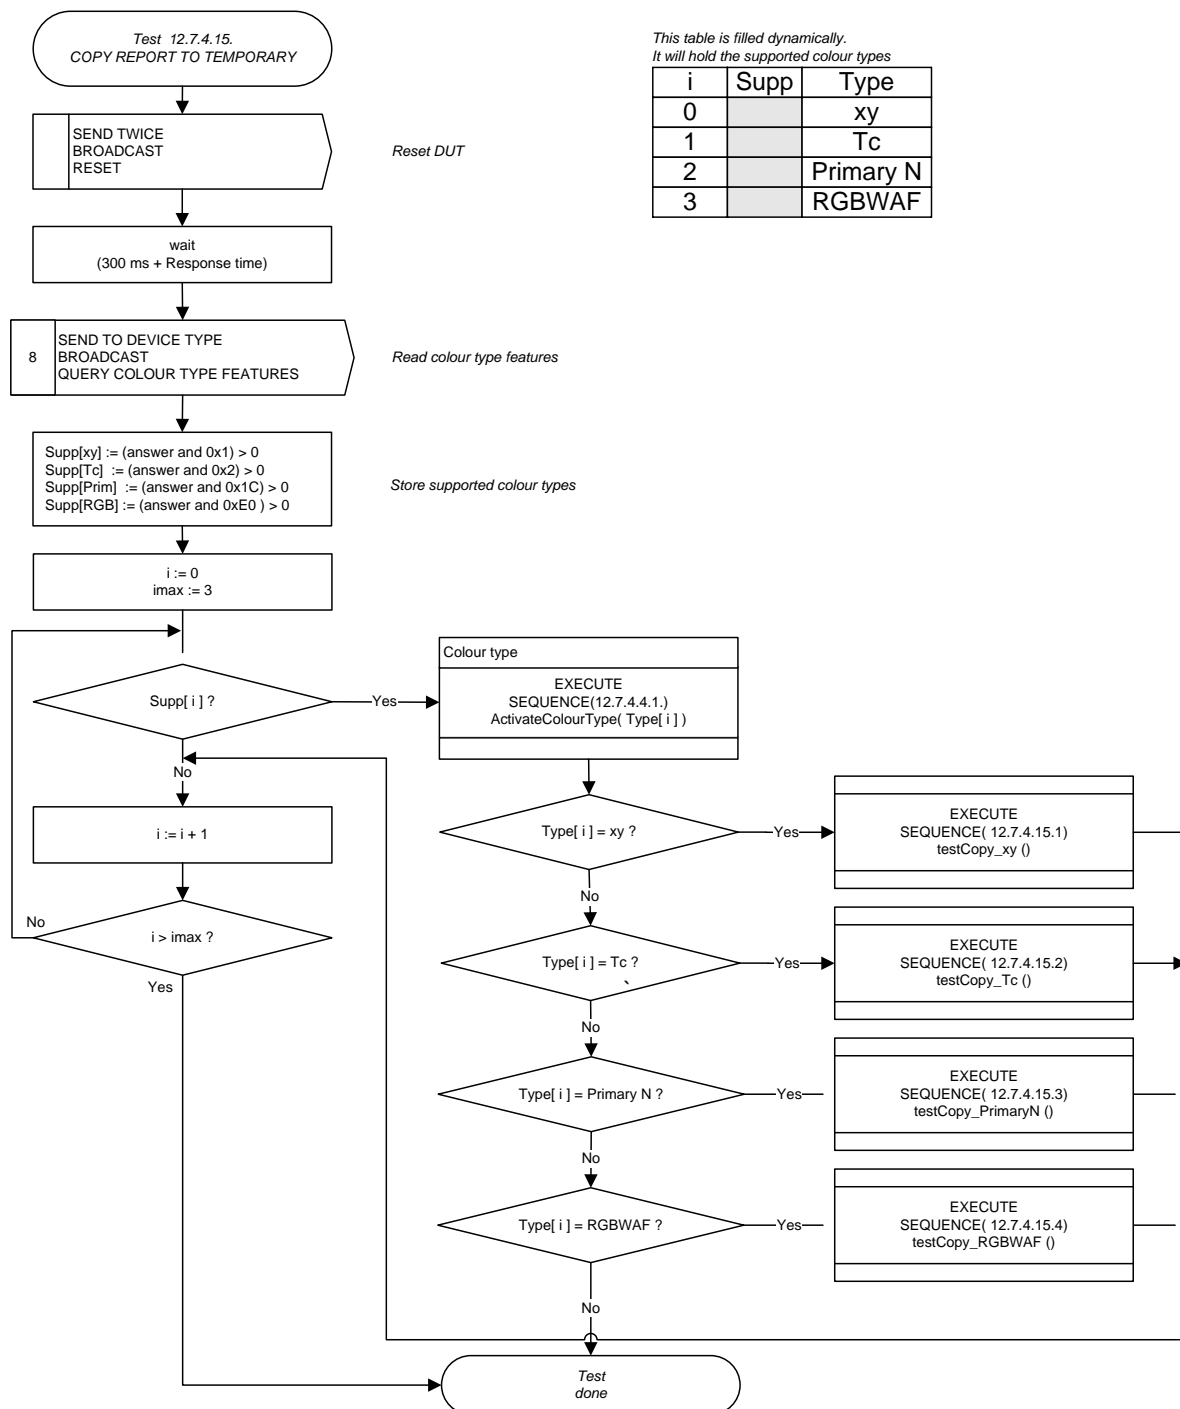 Test 12.7.4.15.
COPY REPORT TO TEMPORARY
This table is filled dynamically.
It will hold the supported colour types
i Supp Type
0 xy
1 Tc
2 Primary N
3 RGBWAF
SEND TWICE
BROADCAST
RESET
Reset DUT
wait
(300 ms + Response time)
8
SEND TO DEVICE TYPE
BROADCAST
QUERY COLOUR TYPE FEATURES
Read colour type features
Supp[xy] := (answer and 0x1) > 0
Supp[Tc] := (answer and 0x2) > 0
Supp[Prim] := (answer and 0x1C) > 0
Supp[RGB] := (answer and 0xE0 ) > 0
Store supported colour types
i := 0
imax := 3
Supp[ i ] ?
Yes
Colour type
EXECUTE
SEQUENCE(12.7.4.4.1.)
ActivateColourType( Type[ i ] )
No
i := i + 1
i > imax ?
No
Yes
Type[ i ] = xy ?
Yes
EXECUTE
SEQUENCE( 12.7.4.15.1)
testCopy_xy ()
No
Type[ i ] = Tc ?
`
Yes
EXECUTE
SEQUENCE( 12.7.4.15.2)
testCopy_Tc ()
No
Type[ i ] = Primary N ?
Yes
EXECUTE
SEQUENCE( 12.7.4.15.3)
testCopy_PrimaryN ()
No
Type[ i ] = RGBWAF ?
Yes
EXECUTE
SEQUENCE( 12.7.4.15.4)
testCopy_RGBWAF ()
No
Test
done